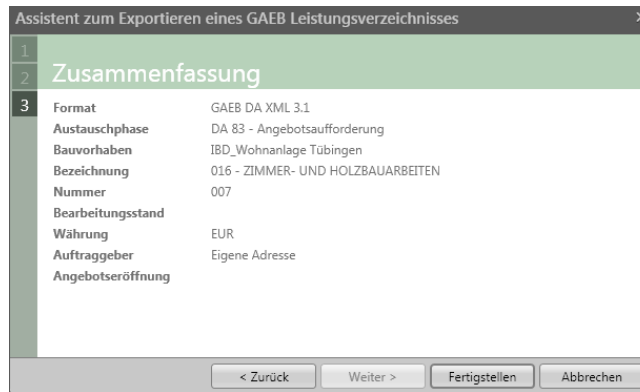 Assistent zum Exportieren eines GAEB Leistungsverzeichnisses
1
2
Zusammenfassung
3
Format GAEB DA XML 3.1
Austauschphase DA 83 - Angebotsaufforderung
Bauvorhaben IBD_Wohnanlage Tübingen
Bezeichnung 016 - ZIMMER- UND HOLZBAUARBEITEN
Nummer 007
Bearbeitungsstand
Währung EUR
Auftraggeber Eigene Adresse
Angebotseröffnung
< Zurück Weiter > Fertigstellen Abbrechen